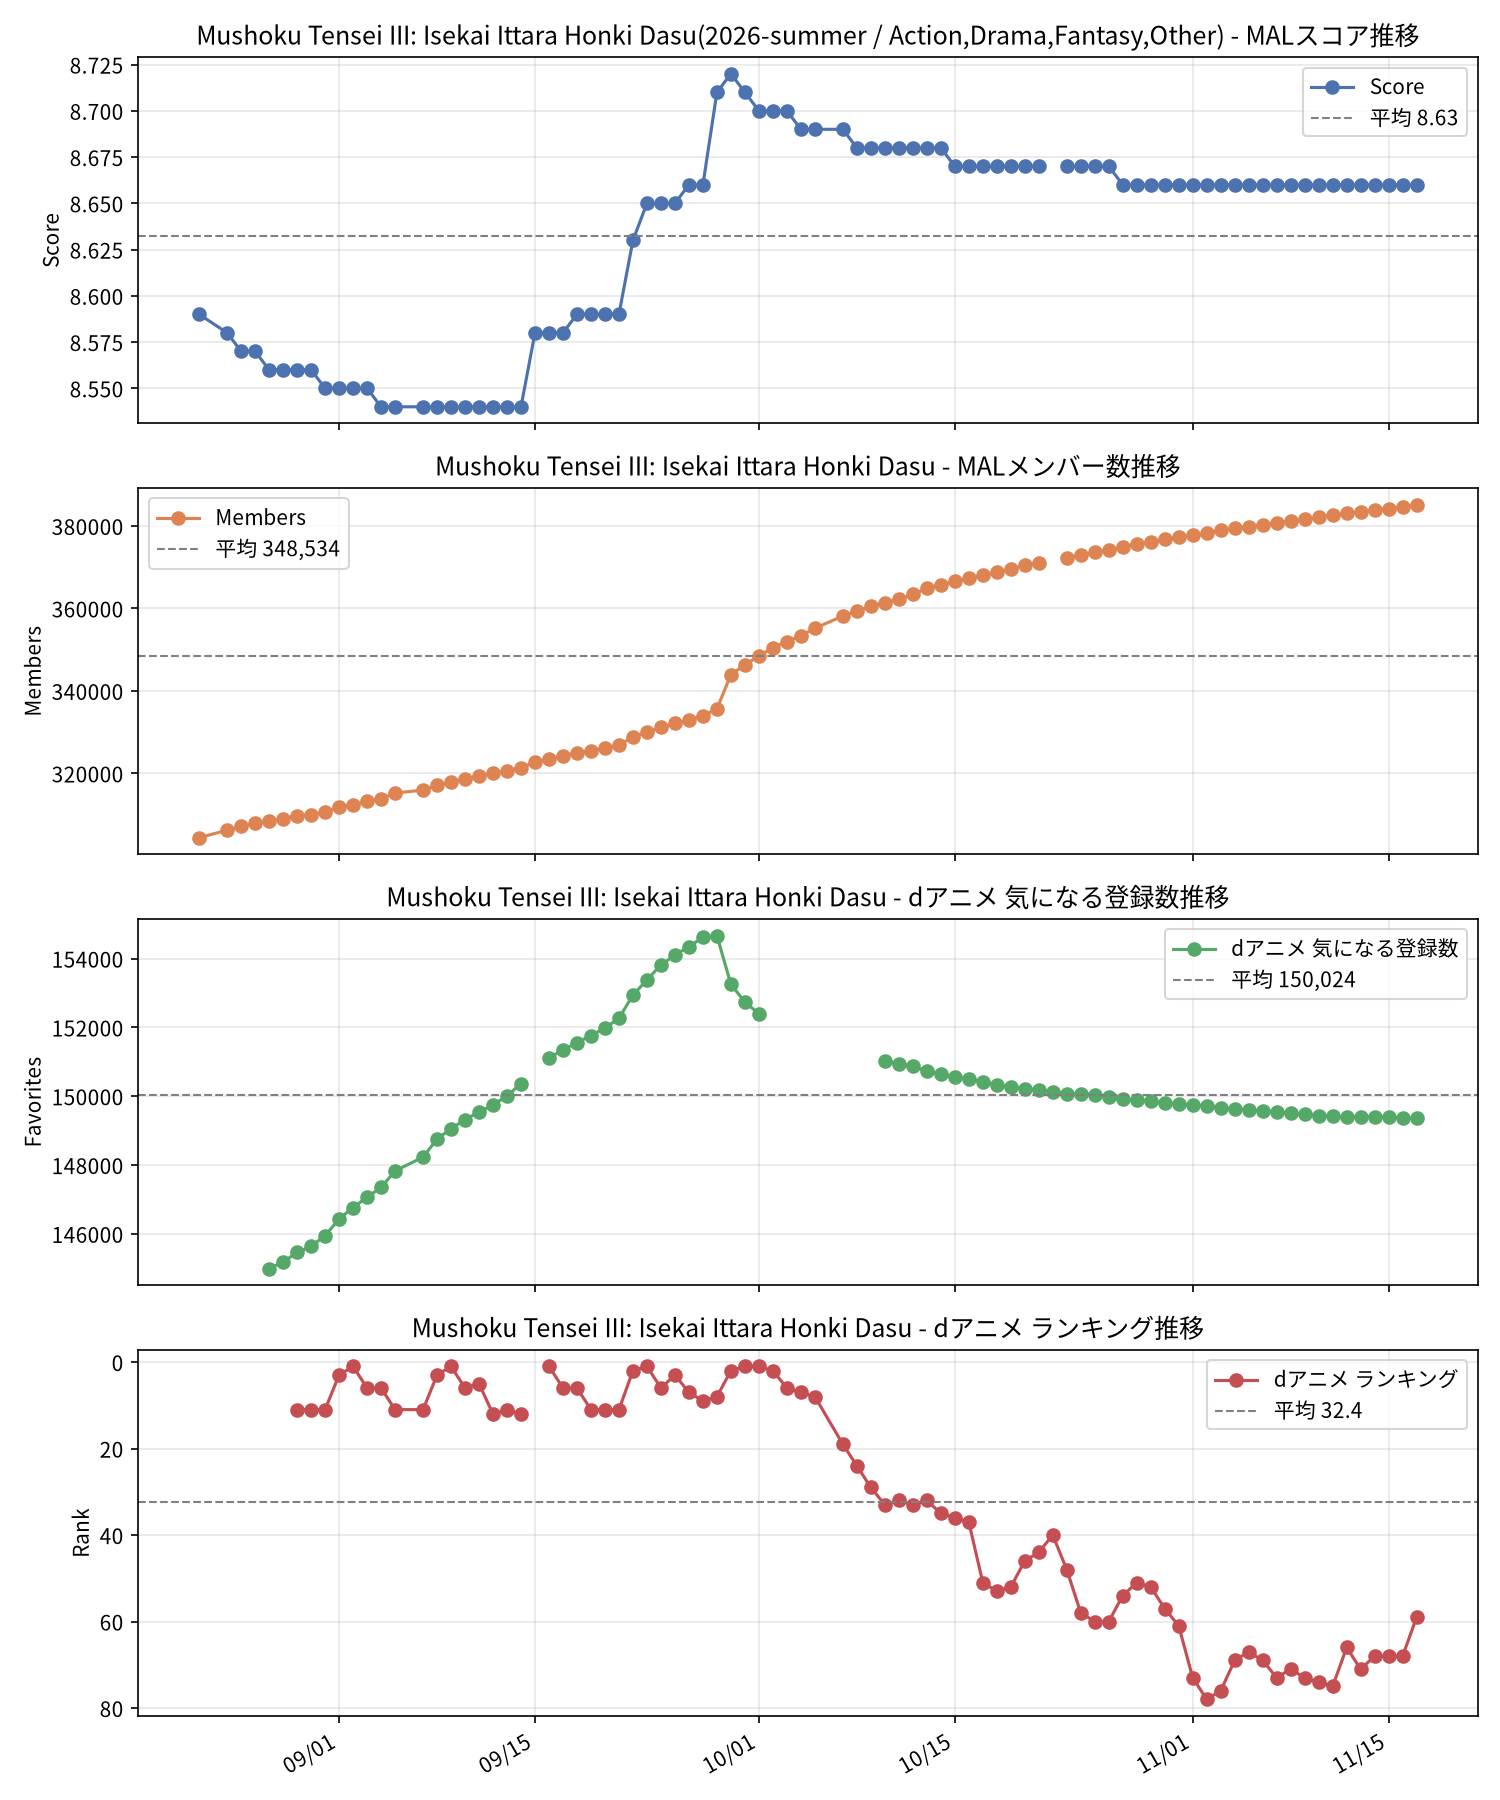 Mushoku Tensei III: Isekai Ittara Honki Dasu(2026-summer / Action,Drama,Fantasy,Other) - MALスコア推移
8.725
8.700
8.675
8.650
8.625
8.600
8.575
8.550
Score
Score
平均 8.63
Mushoku Tensei III: Isekai Ittara Honki Dasu - MALメンバー数推移
380000
360000
340000
320000
Members
Members
平均 348,534
Mushoku Tensei III: Isekai Ittara Honki Dasu - dアニメ 気になる登録数推移
154000
152000
150000
148000
146000
Favorites
dアニメ 気になる登録数
平均 150,024
Mushoku Tensei III: Isekai Ittara Honki Dasu - dアニメ ランキング推移
0
20
40
60
80
Rank
dアニメ ランキング
平均 32.4
09/01
09/15
10/01
10/15
11/01
11/15